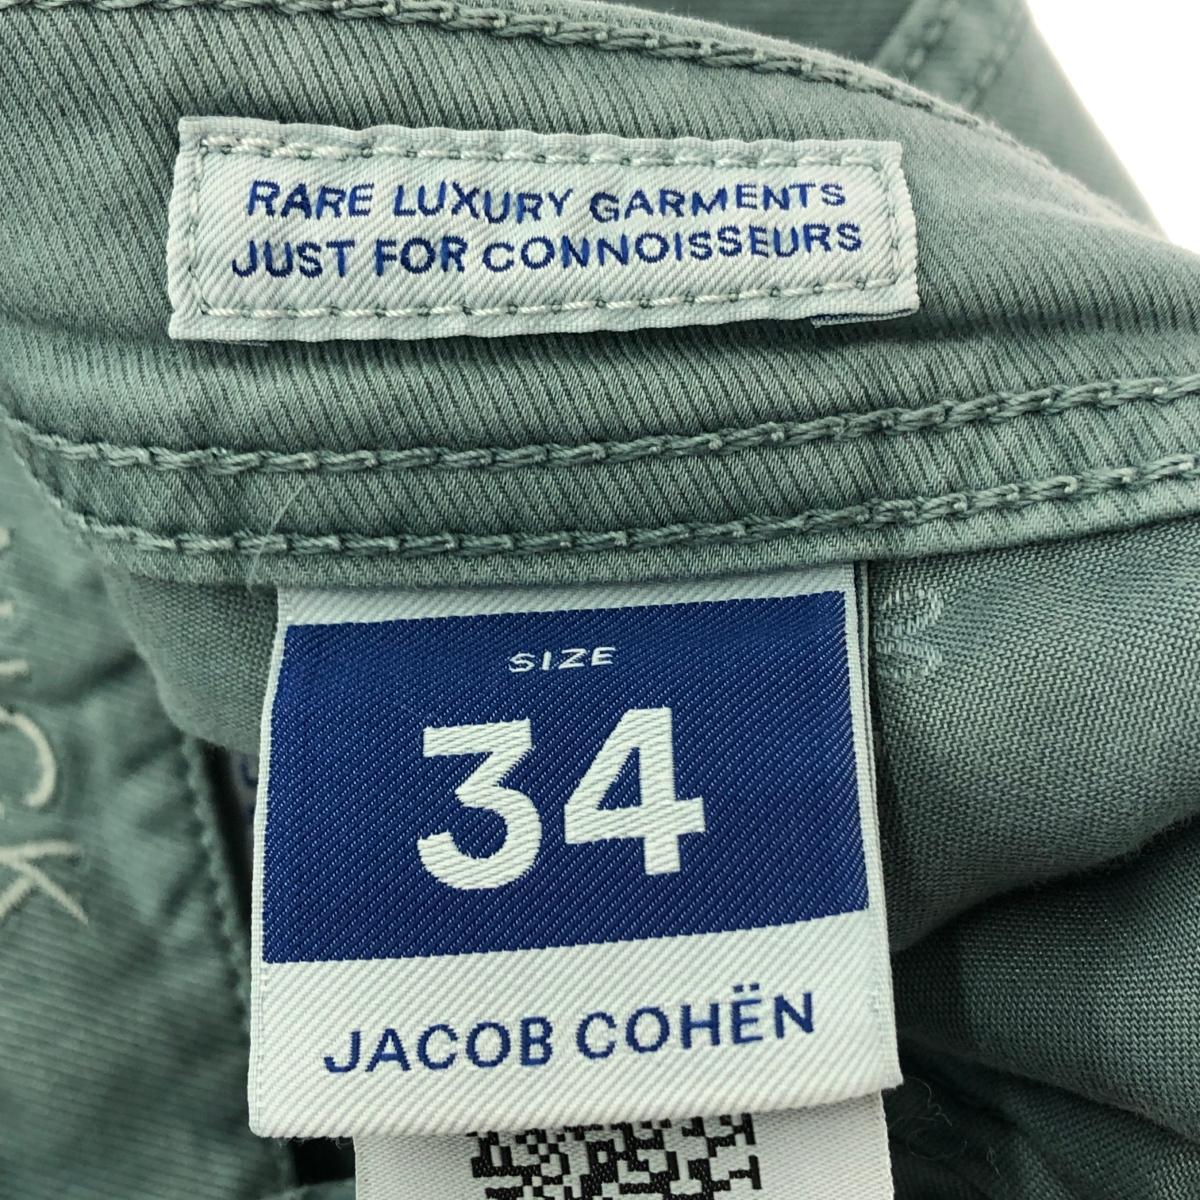 RARE LUXURY GARMENTS
JUST FOR CONNOISSEURS
SIZE
34
JACOB COHËN